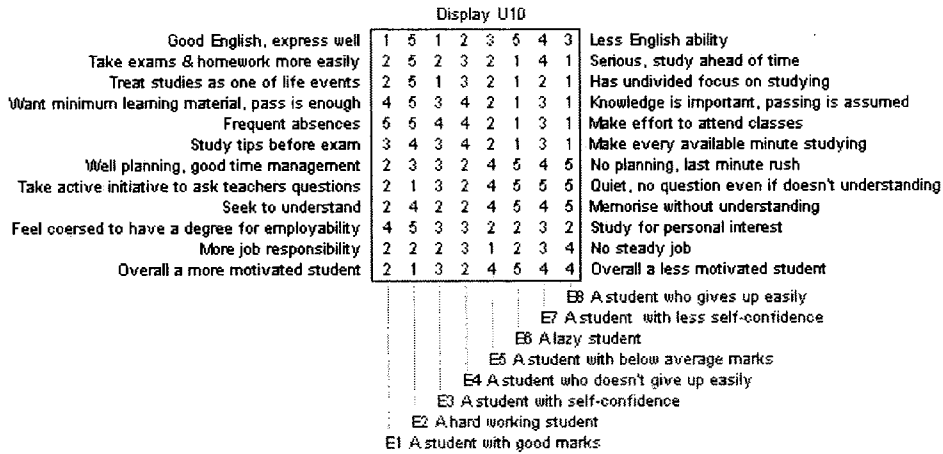 Display U10
Good English, express well 1 5 1 2 3 5 4 3 Less English ability
Take exams & homework more easily 2 5 2 3 2 1 4 1 Serious, study ahead of time
Treat studies as one of life events 2 5 1 3 2 1 2 1 Has undivided focus on studying
Want minimum learning material, pass is enough 4 5 3 4 2 1 3 1 Knowledge is important, passing is assumed
Frequent absences 5 5 4 4 2 1 3 1 Make effort to attend classes
Study tips before exam 3 4 3 4 2 1 3 1 Make every available minute studying
Well planning, good time management 2 3 3 2 4 5 4 5 No planning, last minute rush
Take active initiative to ask teachers questions 2 1 3 2 4 5 5 5 Quiet, no question even if doesn't understanding
Seek to understand 2 4 2 2 4 5 4 5 Memorise without understanding
Feel coersed to have a degree for employability 4 5 3 3 2 2 3 2 Study for personal interest
More job responsibility 2 2 2 3 1 2 3 4 No steady job
Overall a more motivated student 2 1 3 2 4 5 4 4 Overall a less motivated student
E8 A student who gives up easily
E7 A student with less self-confidence
E6 A lazy student
E5 A student with below average marks
E4 A student who doesn't give up easily
E3 A student with self-confidence
E2 A hard working student
E1 A student with good marks